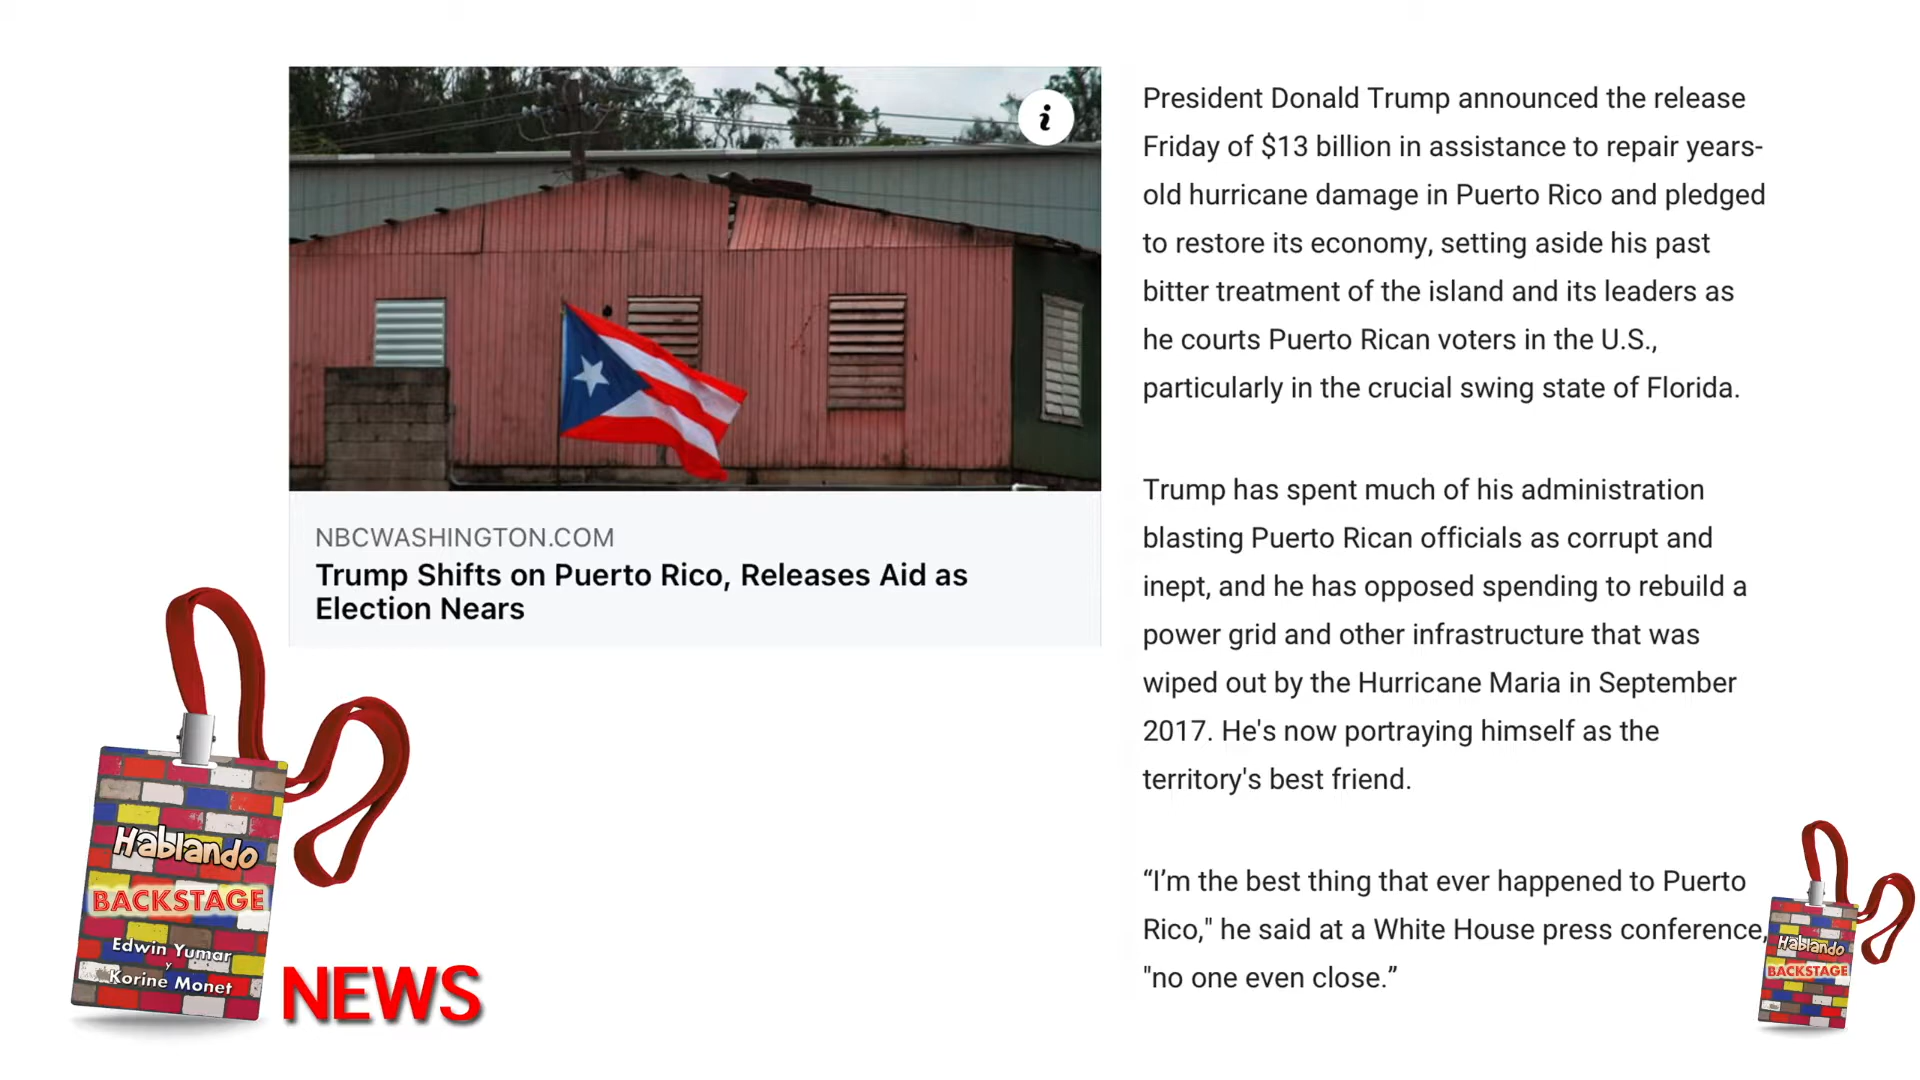 President Donald Trump announced the release
Friday of $13 billion in assistance to repair years-
old hurricane damage in Puerto Rico and pledged
to restore its economy, setting aside his past
bitter treatment of the island and its leaders as
he courts Puerto Rican voters in the U.S.,
particularly in the crucial swing state of Florida.
Trump has spent much of his administration
blasting Puerto Rican officials as corrupt and
inept, and he has opposed spending to rebuild a
power grid and other infrastructure that was
wiped out by the Hurricane Maria in September
2017. He's now portraying himself as the
territory's best friend.
“I’m the best thing that ever happened to Puerto
Rico," he said at a White House press conference,
"no one even close.”
i
NBCWASHINGTON.COM
Trump Shifts on Puerto Rico, Releases Aid as
Election Nears
Hablando
BACKSTAGE
Edwin Yumar
y
Korine Monet
NEWS
Hablando
BACKSTAGE